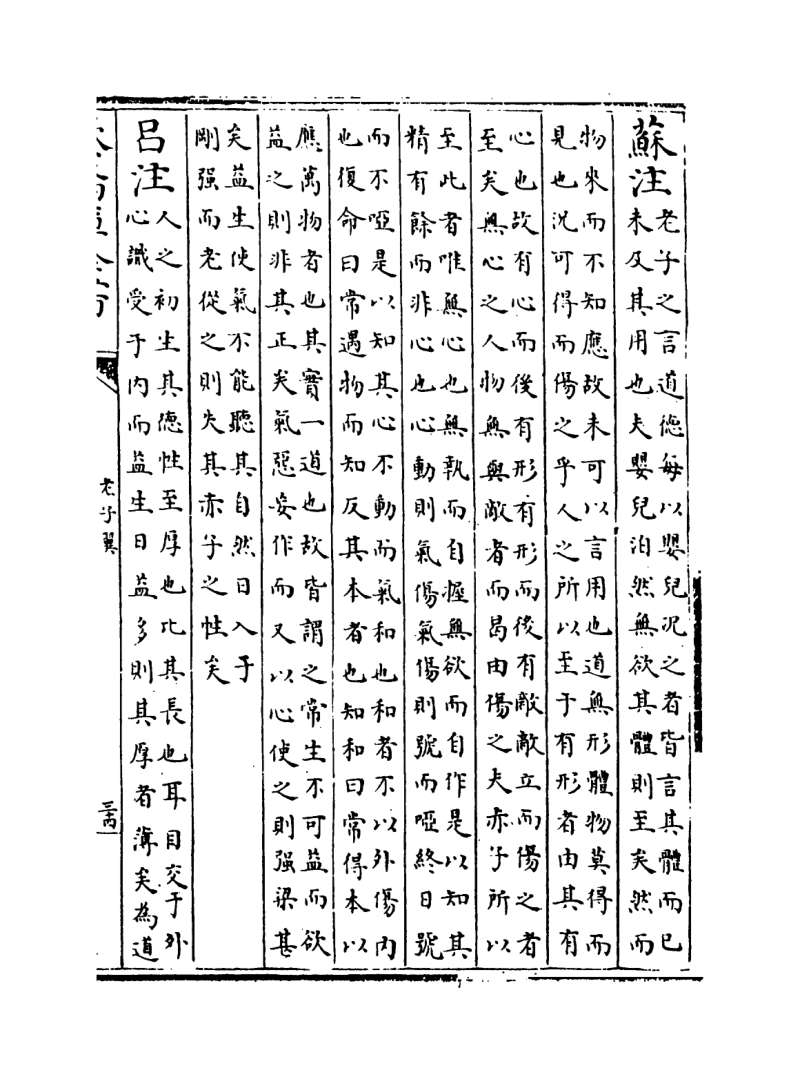 蘇注
老子之言道德每以嬰兒況之者皆言其體而已
未及其用也夫嬰兒泊然無欲其體則至矣然而
物來而不知應故未可以言用也道無形體物莫得而
見也況可得而傷之乎人之所以至于有形者由其有
心也故有心而後有形有形而後有敵敵立而傷之者
至矣無心之人物無與敵者而曷由傷之夫赤子所以
至此者唯無心也無執而自握無欲而自作是以知其
精有餘而非心也心動則氣傷氣傷則號而啞終日號
而不啞是以知其心不動而氣和也和者不以外傷内
也復命曰常遇物而知反其本者也知和曰常得本以
應萬物者也其實一道也故皆謂之常生不可益而欲
益之則非其正矣氣惡妄作而又以心使之則强梁甚
矣益生使氣不能聽其自然日入于
剛强而老從之則失其赤子之性矣
吕注
人之初生其德性至厚也比其長也耳目交于外
心識受于内而益生日益多則其厚者薄矣為道
老子翼